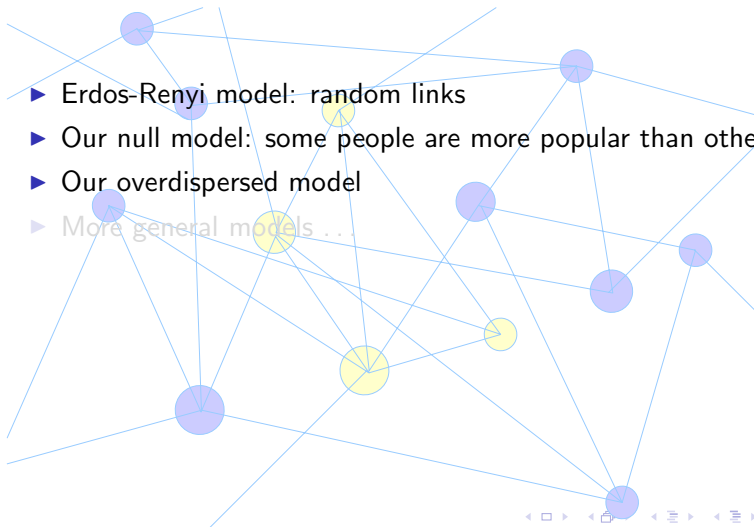 Erdos-Renyi model: random links
Our null model: some people are more popular than othe
Our overdispersed model
More general models . . .